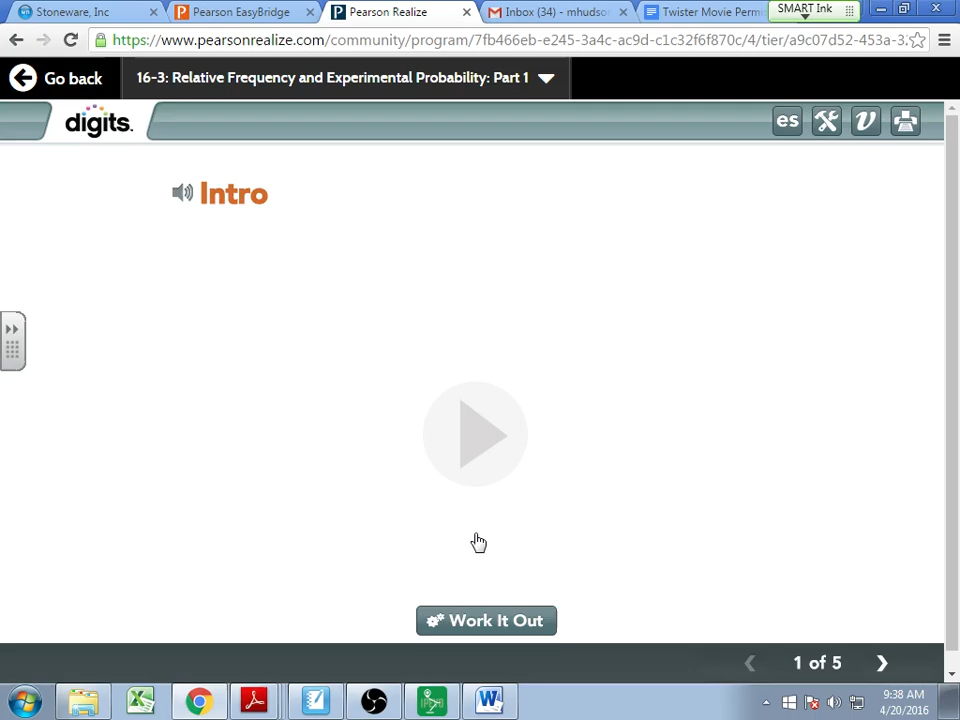 Stoneware, Inc
Pearson EasyBridge
Pearson Realize
Inbox (34) - mhudson
Twister Movie Perm
SMART Ink
https://www.pearsonrealize.com/community/program/7fb466eb-e245-3a4c-ac9d-c1c32f6f870c/4/tier/a9c07d52-453a-3
Go back
16-3: Relative Frequency and Experimental Probability: Part 1
digits.
es
Intro
Work It Out
1 of 5
9:38 AM
4/20/2016